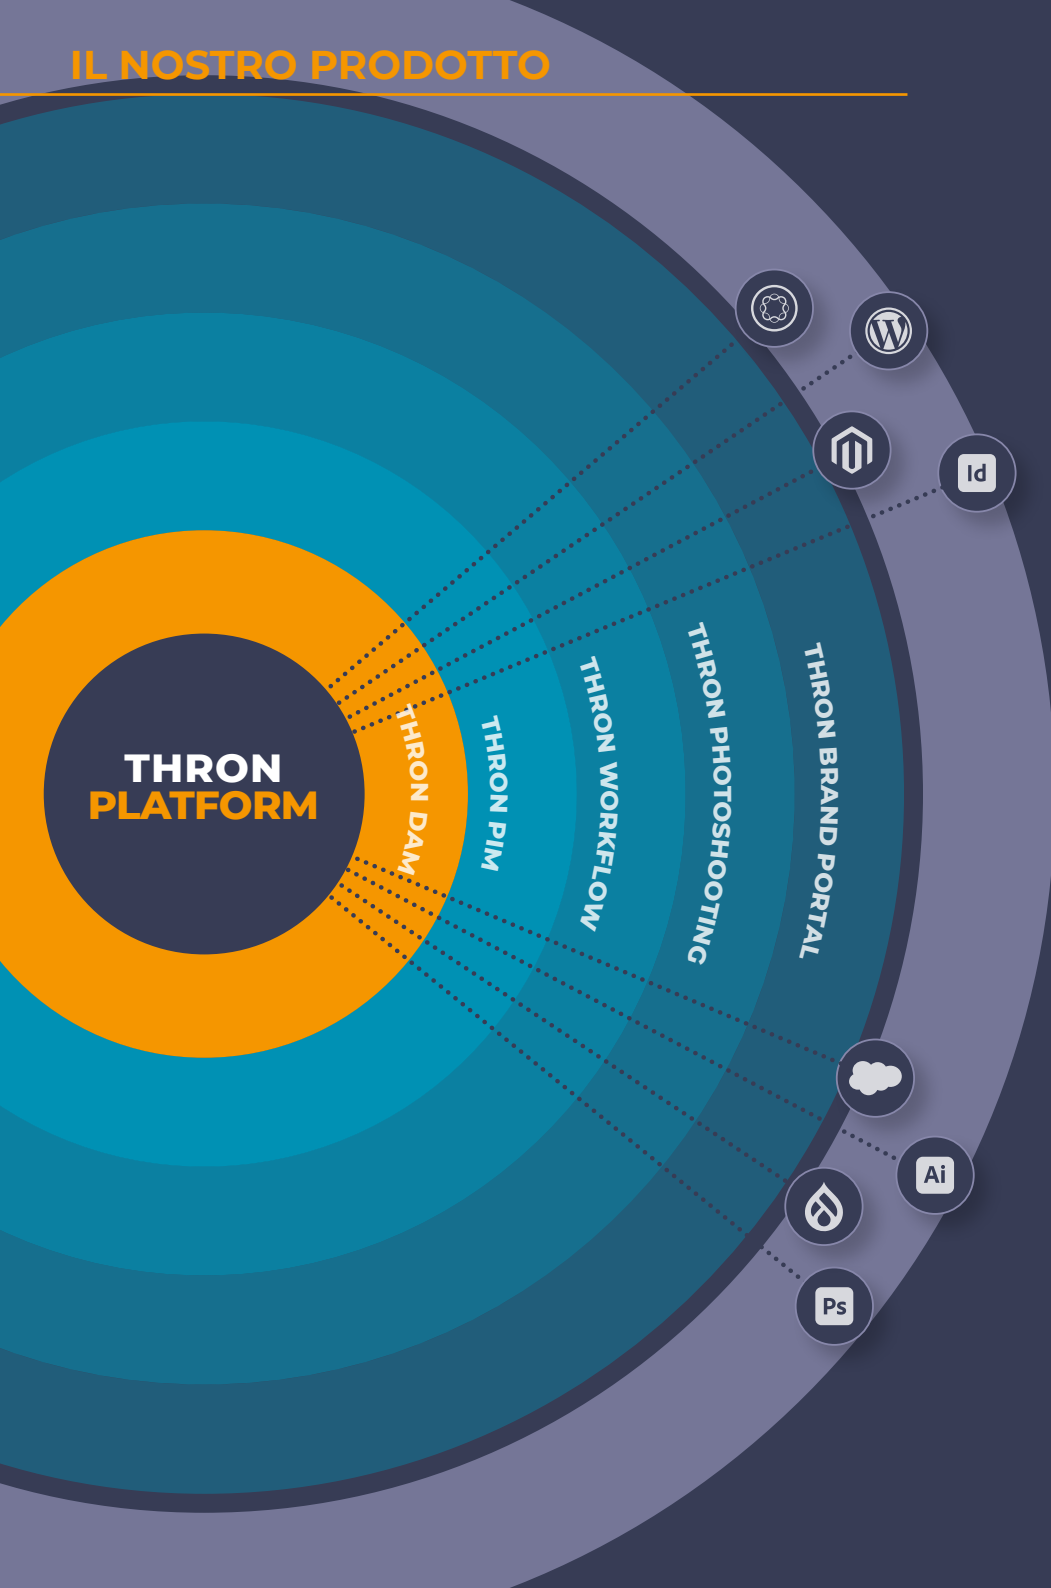 IL NOSTRO PRODOTTO
Id
THRON
PLATFORM
THRON DAM
THRON PIM
THRON WORKFLOW
THRON PHOTOSHOOTING
THRON BRAND PORTAL
Ai
Ps